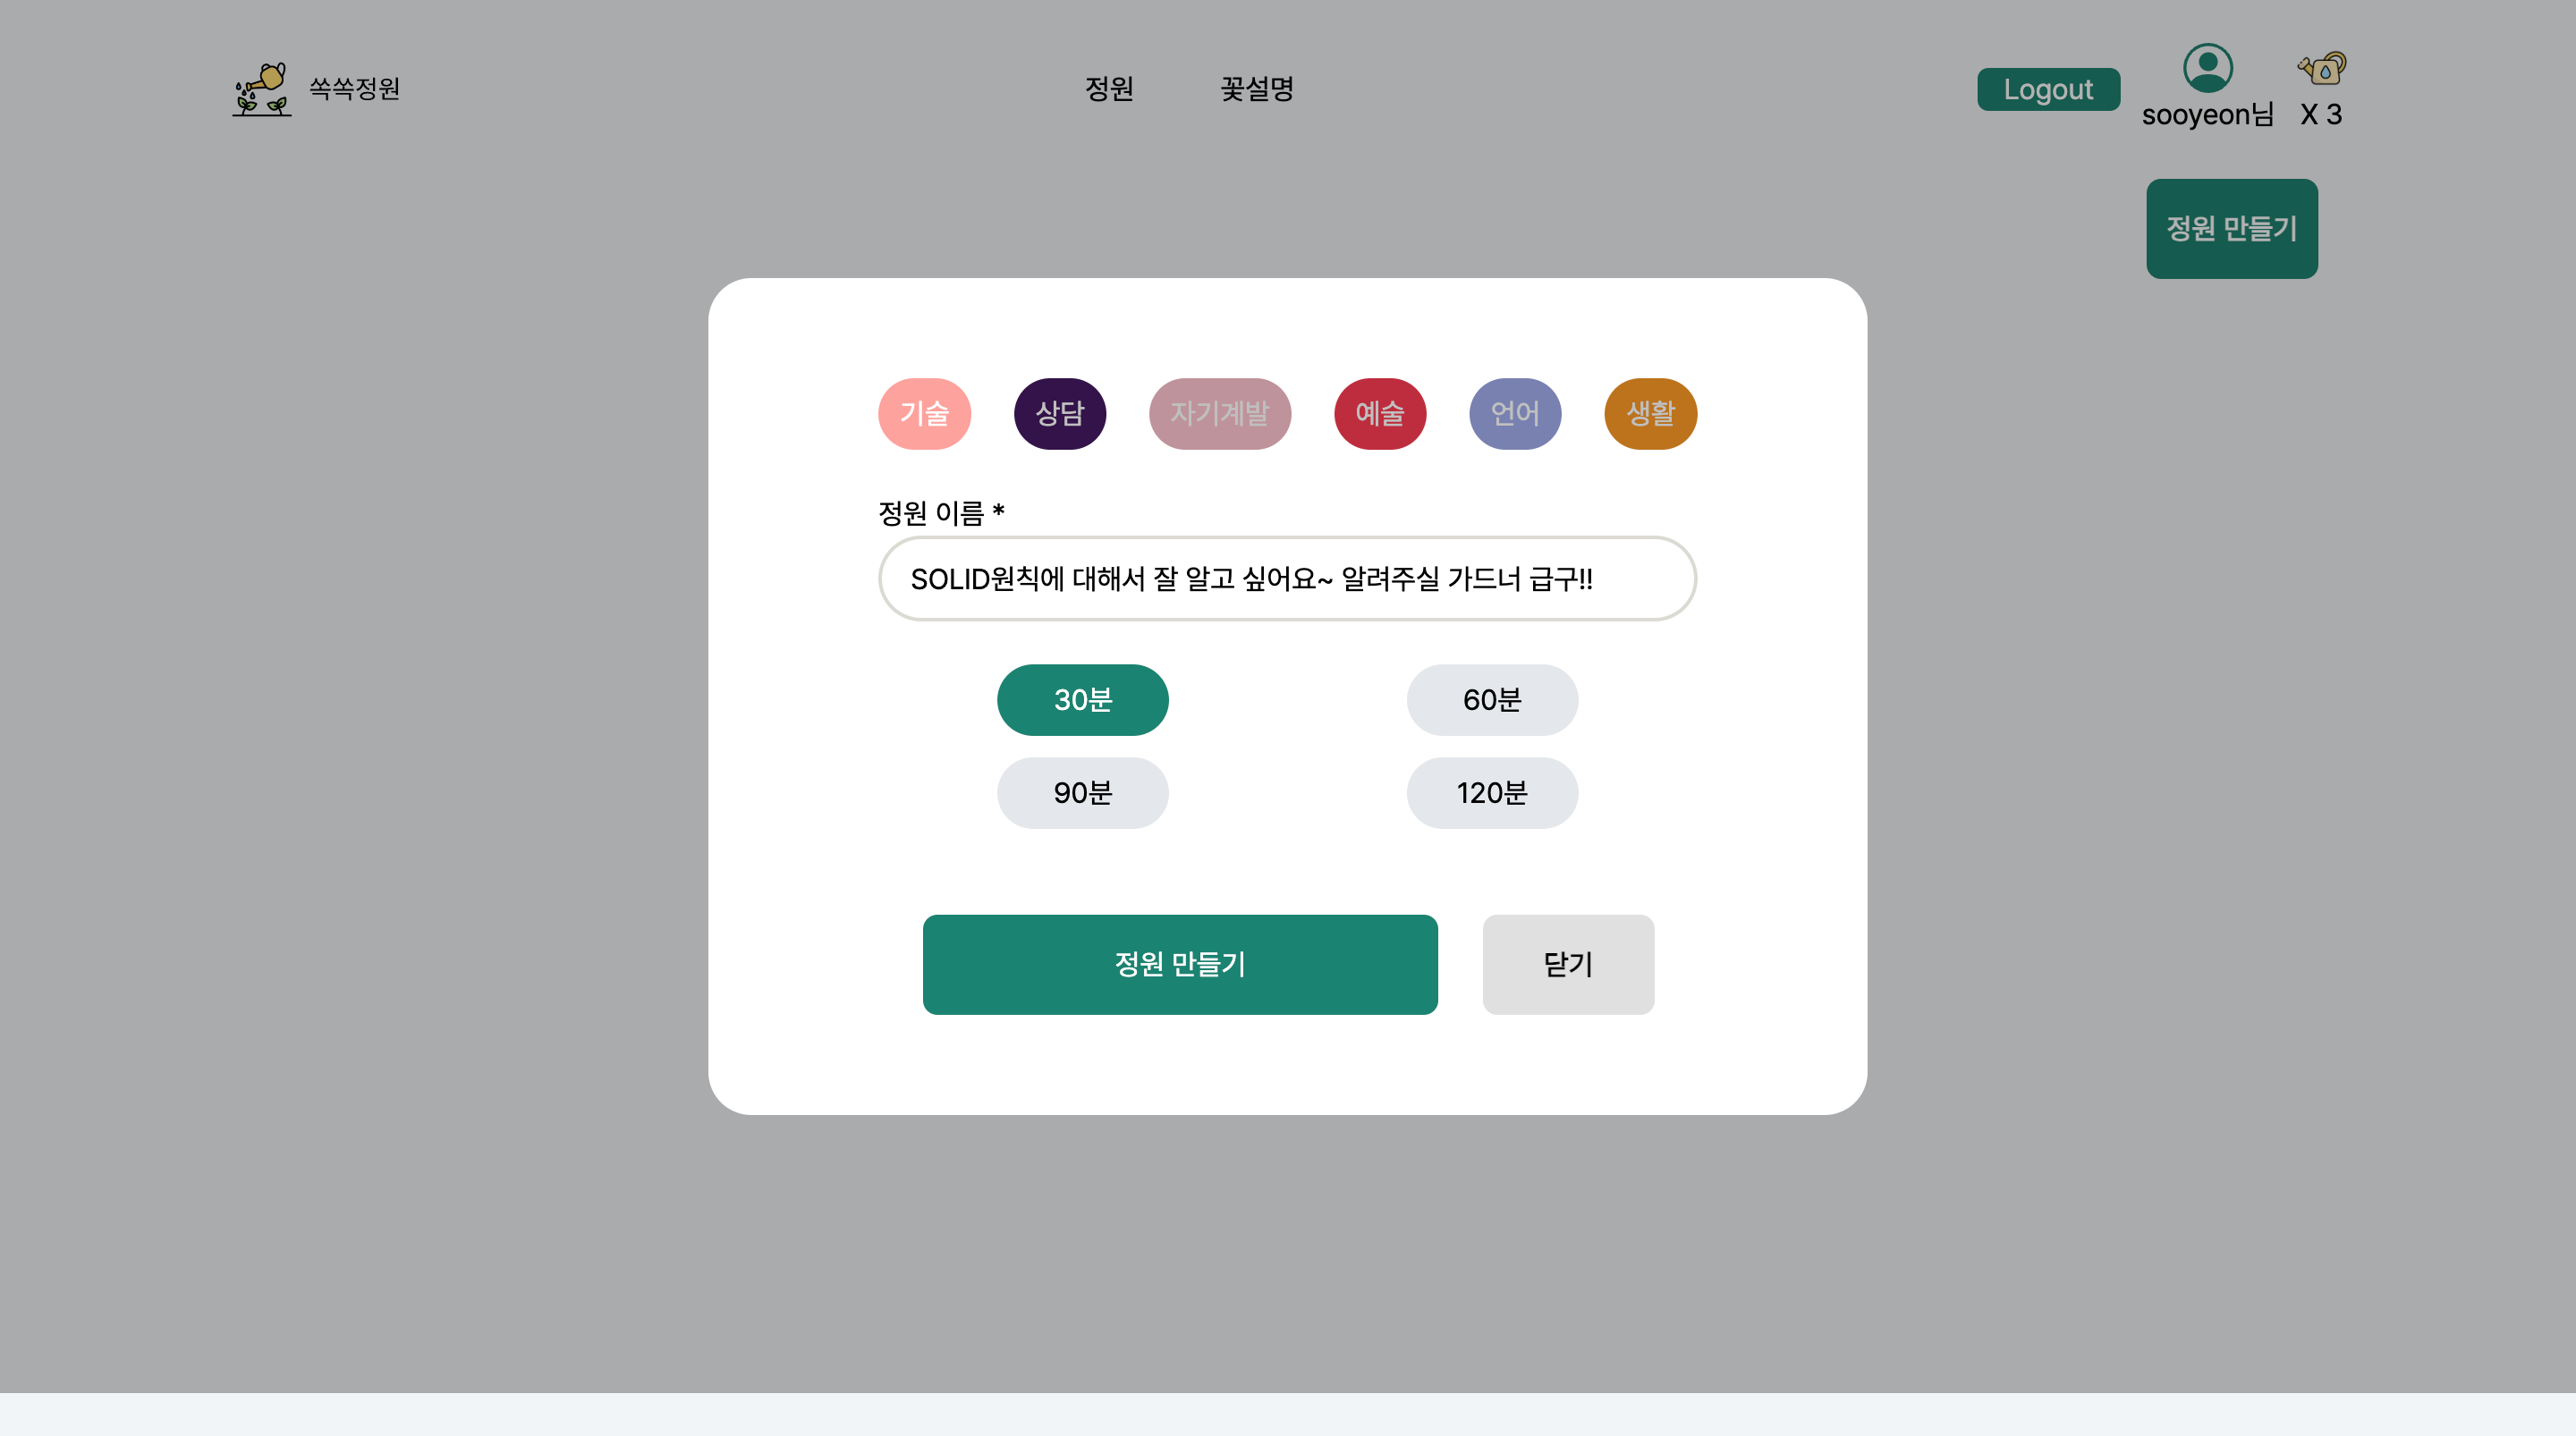 쏙쏙정원
정원
꽃설명
Logout
sooyeon님
X 3
정원 만들기
기술
상담
자기계발
예술
언어
생활
정원 이름 *
SOLID원칙에 대해서 잘 알고 싶어요~ 알려주실 가드너 급구!!
30분
60분
90분
120분
정원 만들기
닫기